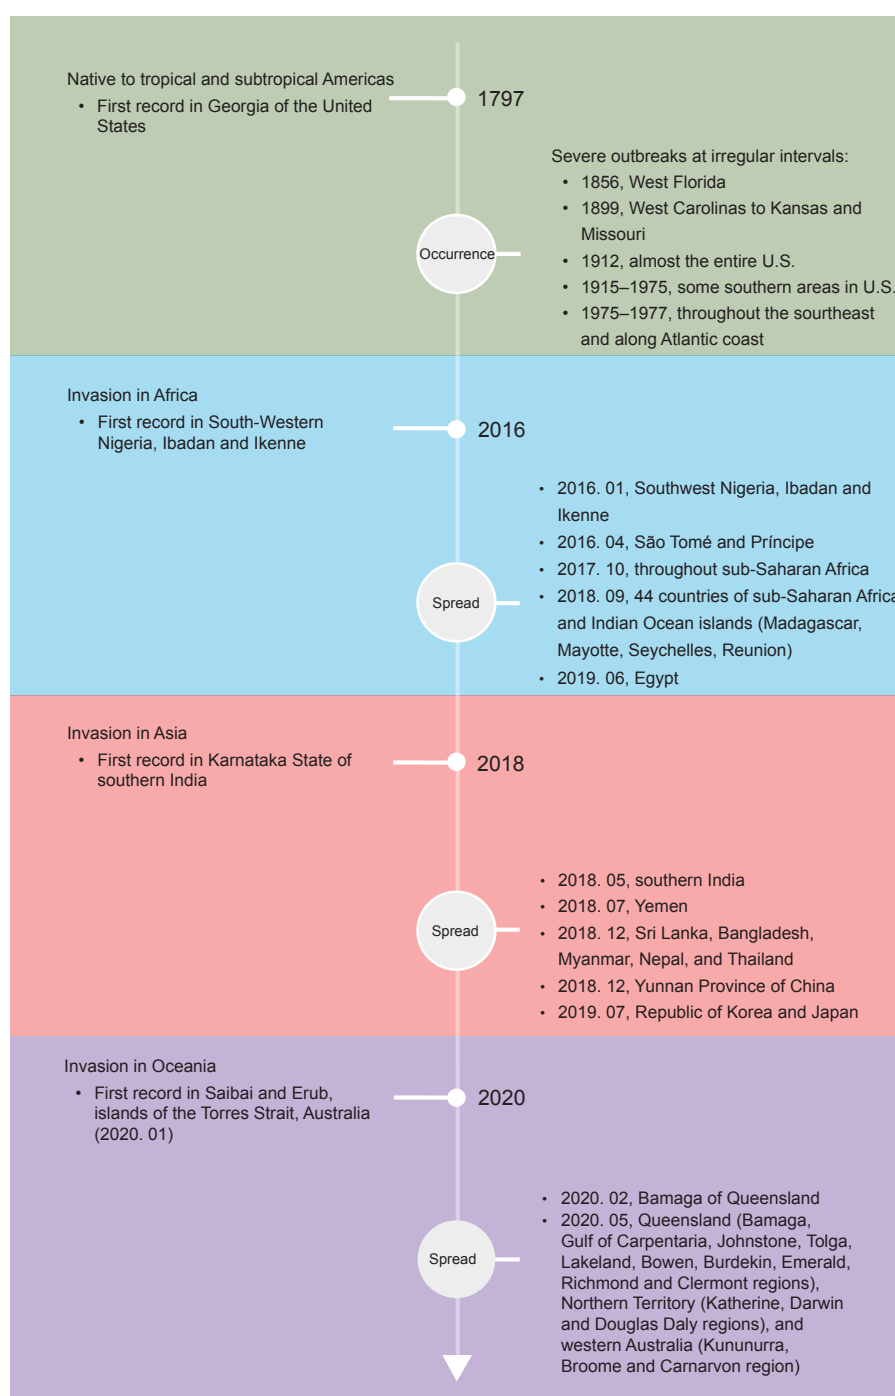 Native to tropical and subtropical Americas
• First record in Georgia of the United
States
1797
Severe outbreaks at irregular intervals:
• 1856, West Florida
• 1899, West Carolinas to Kansas and
Missouri
• 1912, almost the entire U.S.
• 1915–1975, some southern areas in U.S.
• 1975–1977, throughout the sourtheast
and along Atlantic coast
Occurrence
Invasion in Africa
• First record in South-Western
Nigeria, Ibadan and Ikenne
2016
• 2016. 01, Southwest Nigeria, Ibadan and
Ikenne
• 2016. 04, São Tomé and Príncipe
• 2017. 10, throughout sub-Saharan Africa
• 2018. 09, 44 countries of sub-Saharan Africa
and Indian Ocean islands (Madagascar,
Mayotte, Seychelles, Reunion)
• 2019. 06, Egypt
Spread
Invasion in Asia
• First record in Karnataka State of
southern India
2018
• 2018. 05, southern India
• 2018. 07, Yemen
• 2018. 12, Sri Lanka, Bangladesh,
Myanmar, Nepal, and Thailand
• 2018. 12, Yunnan Province of China
• 2019. 07, Republic of Korea and Japan
Spread
Invasion in Oceania
• First record in Saibai and Erub,
islands of the Torres Strait, Australia
(2020. 01)
2020
• 2020. 02, Bamaga of Queensland
• 2020. 05, Queensland (Bamaga,
Gulf of Carpentaria, Johnstone, Tolga,
Lakeland, Bowen, Burdekin, Emerald,
Richmond and Clermont regions),
Northern Territory (Katherine, Darwin
and Douglas Daly regions), and
western Australia (Kununurra,
Broome and Carnarvon region)
Spread